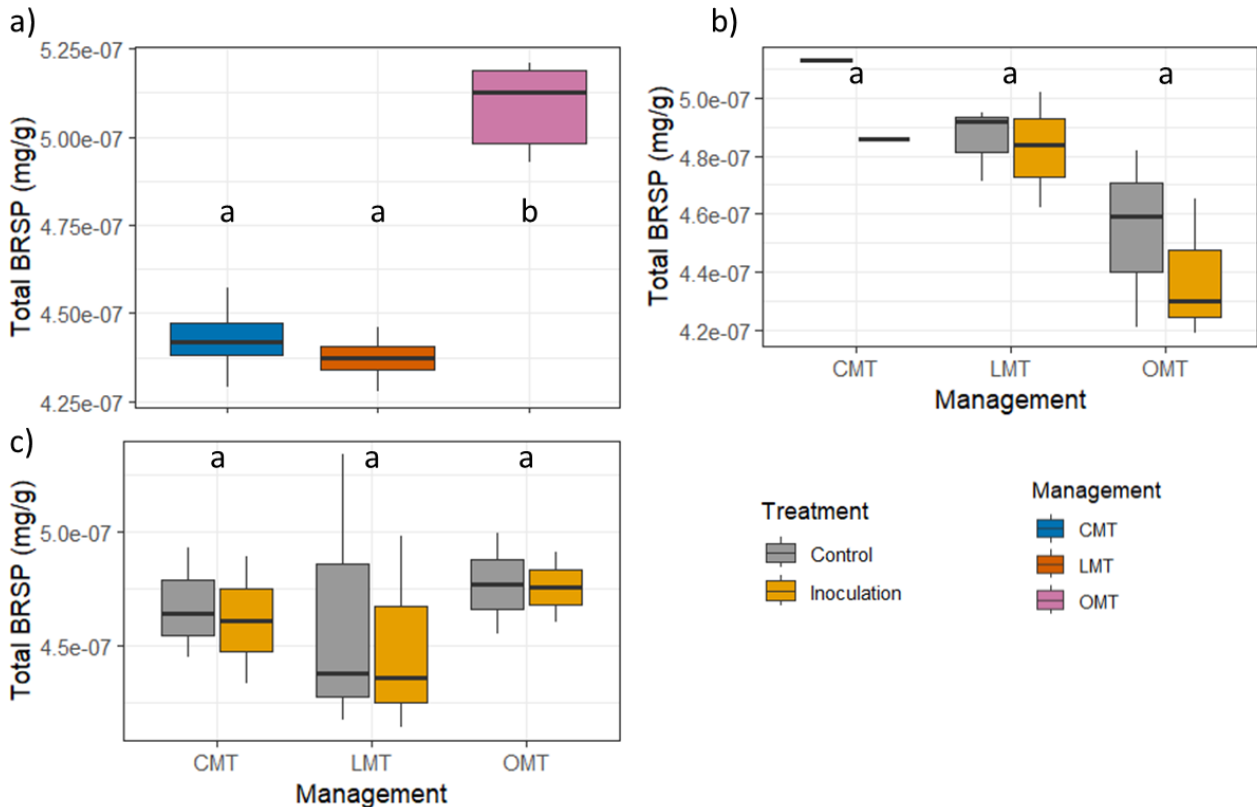 a)
Total BRSP (mg/g)
5.25e-07
5.00e-07
4.75e-07
4.50e-07
4.25e-07
a a b
b)
Total BRSP (mg/g)
5.0e-07
4.8e-07
4.6e-07
4.4e-07
4.2e-07
a a a
CMT LMT OMT
Management
c)
Total BRSP (mg/g)
5.0e-07
4.5e-07
a a a
CMT LMT OMT
Management
Treatment
Control
Inoculation
Management
CMT
LMT
OMT